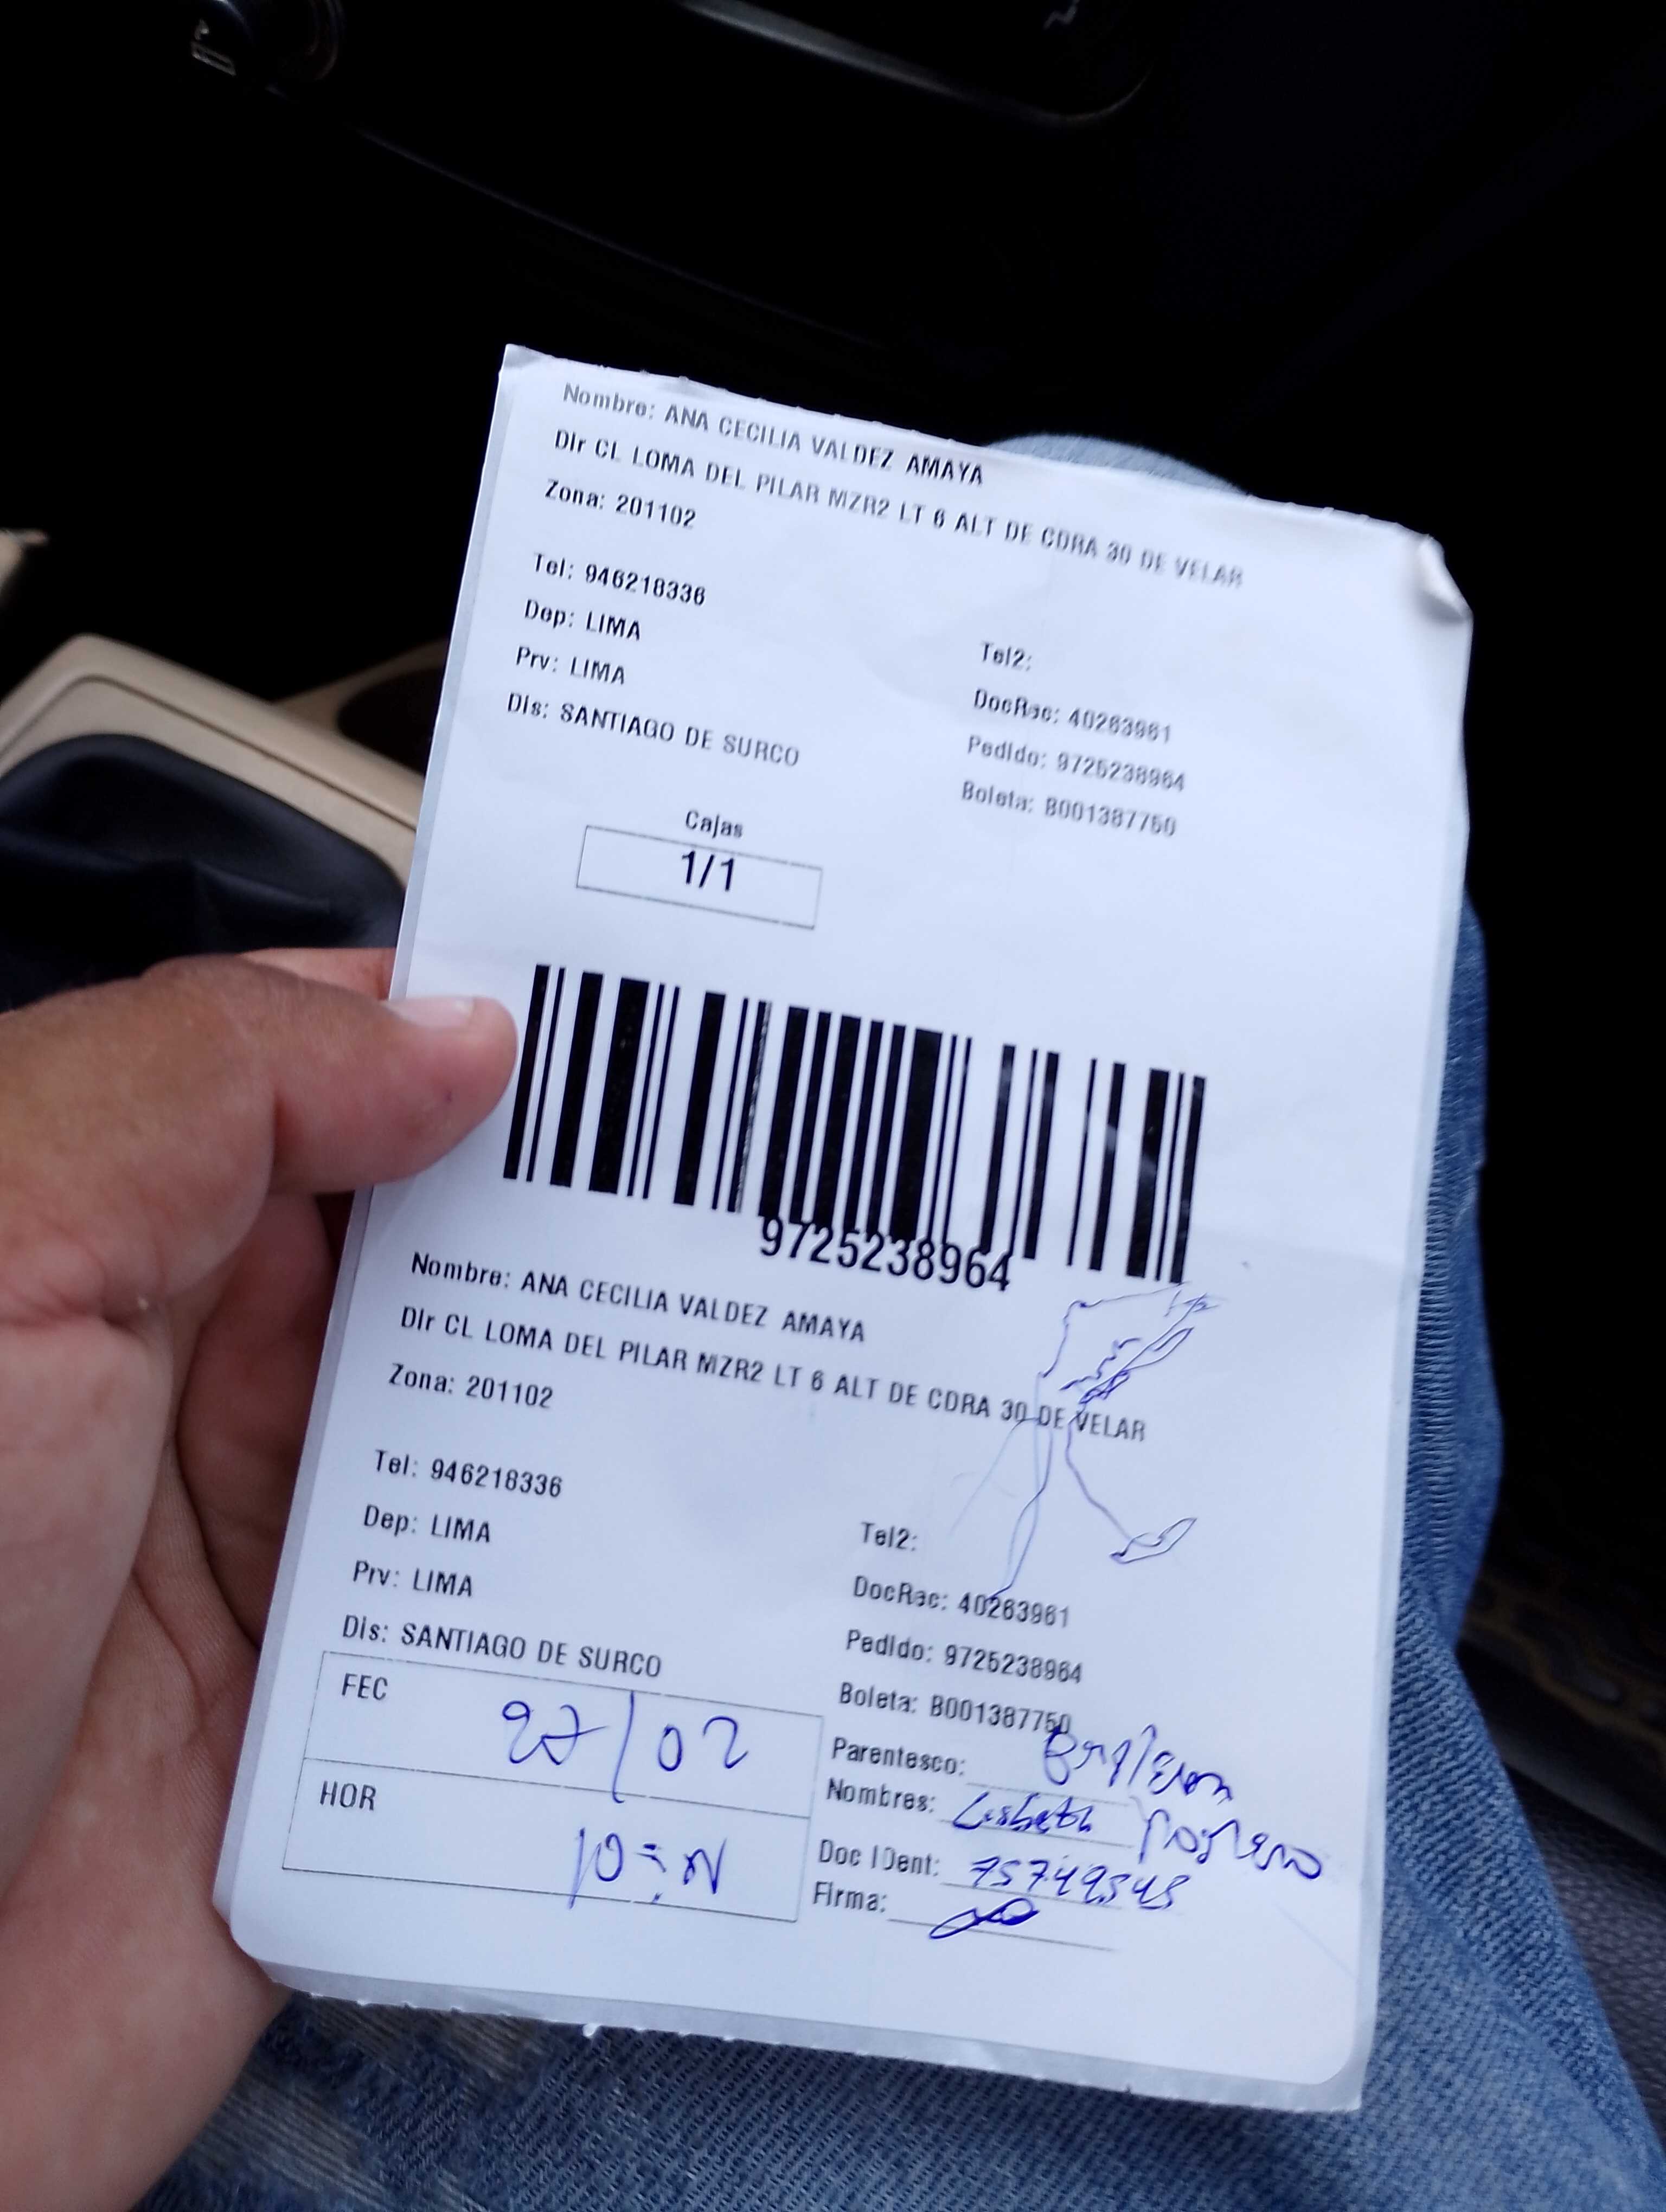 Nombre: ANA CECILIA VALDEZ AMAYA
Dir CL LOMA DEL PILAR MZR2 LT 6 ALT DE CDRA 30 DE VELAR
Zona: 201102
Tel: 946218336
Dep: LIMA
Prv: LIMA
Dis: SANTIAGO DE SURCO
Tel2:
DocRec: 40263961
Pedido: 9725238964
Boleta: B001387750
Cajas
1/1
9725238964
Nombre: ANA CECILIA VALDEZ AMAYA
Dir CL LOMA DEL PILAR MZR2 LT 6 ALT DE CDRA 30 DE VELAR
Zona: 201102
Tel: 946218336
Dep: LIMA
Prv: LIMA
Dis: SANTIAGO DE SURCO
Tel2:
DocRec: 40263961
Pedido: 9725238964
Boleta: B001387750
FEC 27/02
HOR
Parentesco:
Nombres: Lisbeth
Doc IDent: 75749545
Firma: